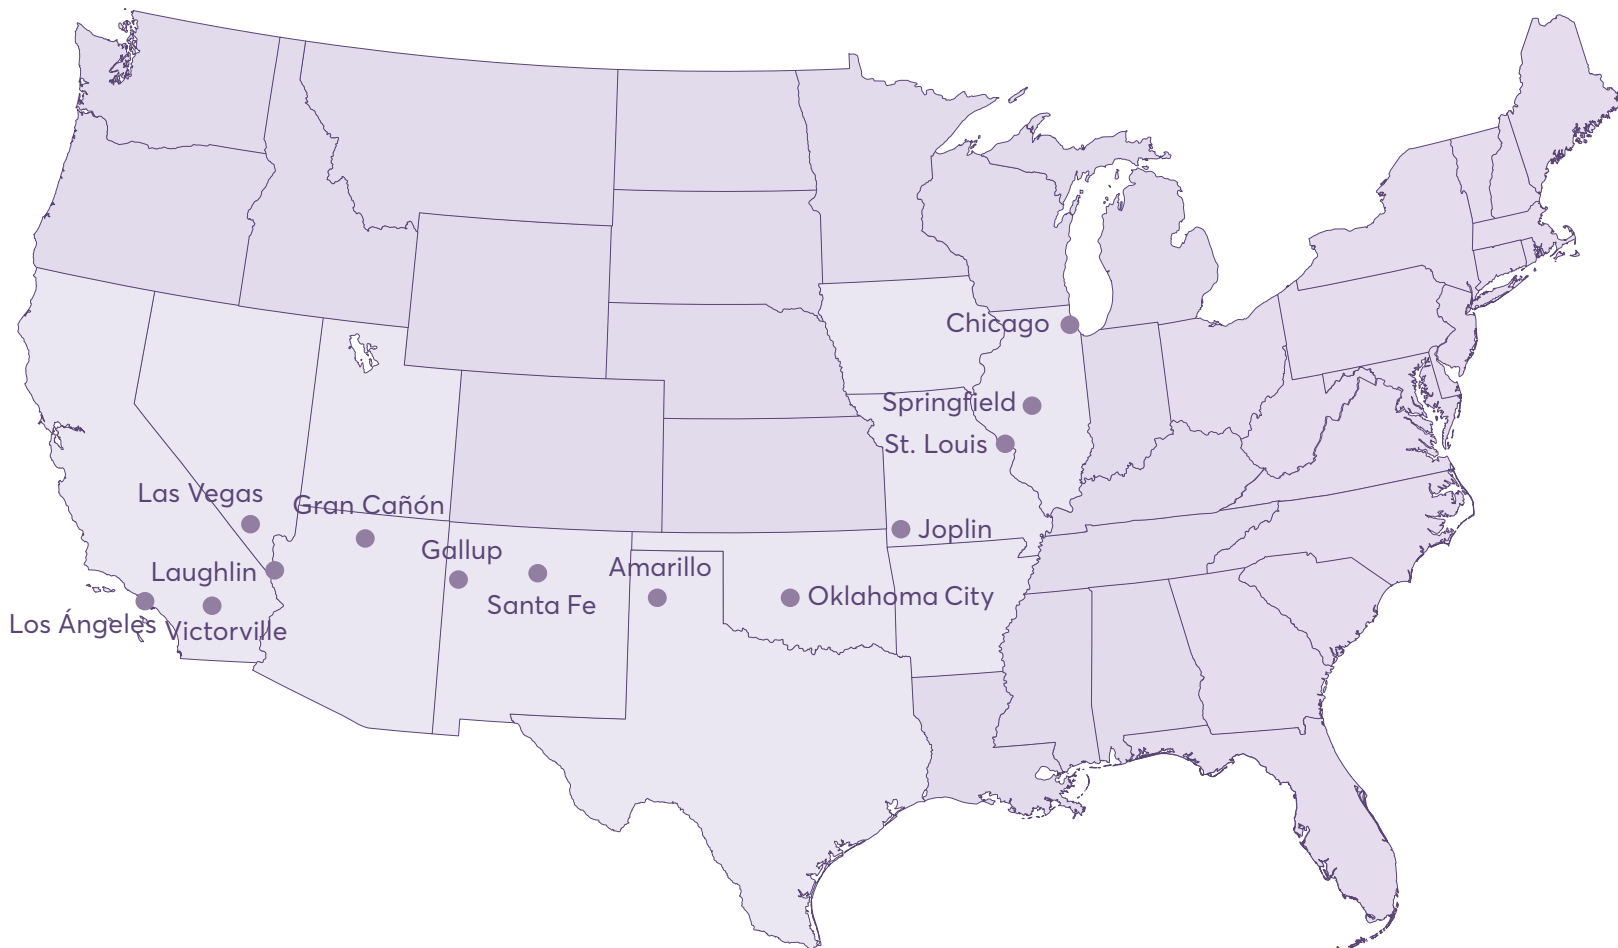 Chicago
Springfield
St. Louis
Las Vegas
Gran Cañón
Joplin
Gallup
Amarillo
Laughlin
Santa Fe
Oklahoma City
Los Ángeles
Victorville